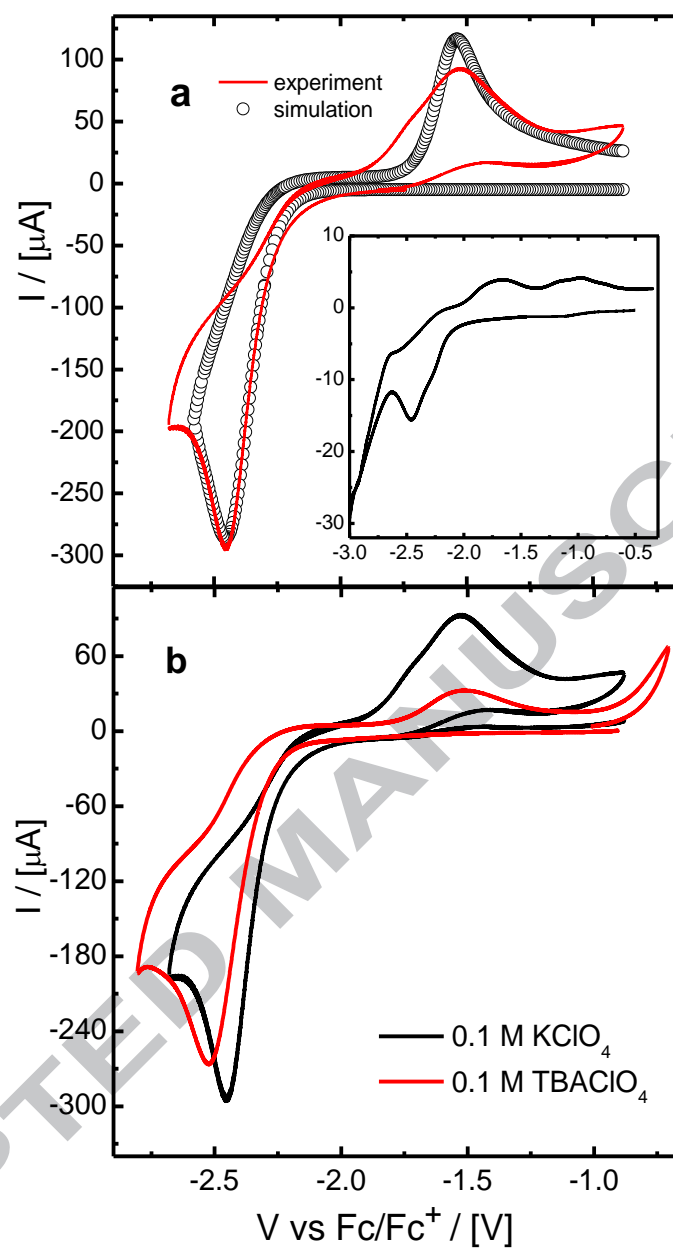 a
experiment
simulation
100
50
0
-50
-100
-150
-200
-250
-300
I / [μA]
10
0
-10
-20
-30
-3.0 -2.5 -2.0 -1.5 -1.0 -0.5
b
60
0
-60
-120
-180
-240
-300
I / [μA]
0.1 M KClO4
0.1 M TBAClO4
-2.5 -2.0 -1.5 -1.0
V vs Fc/Fc+ / [V]
PTED MANUSC